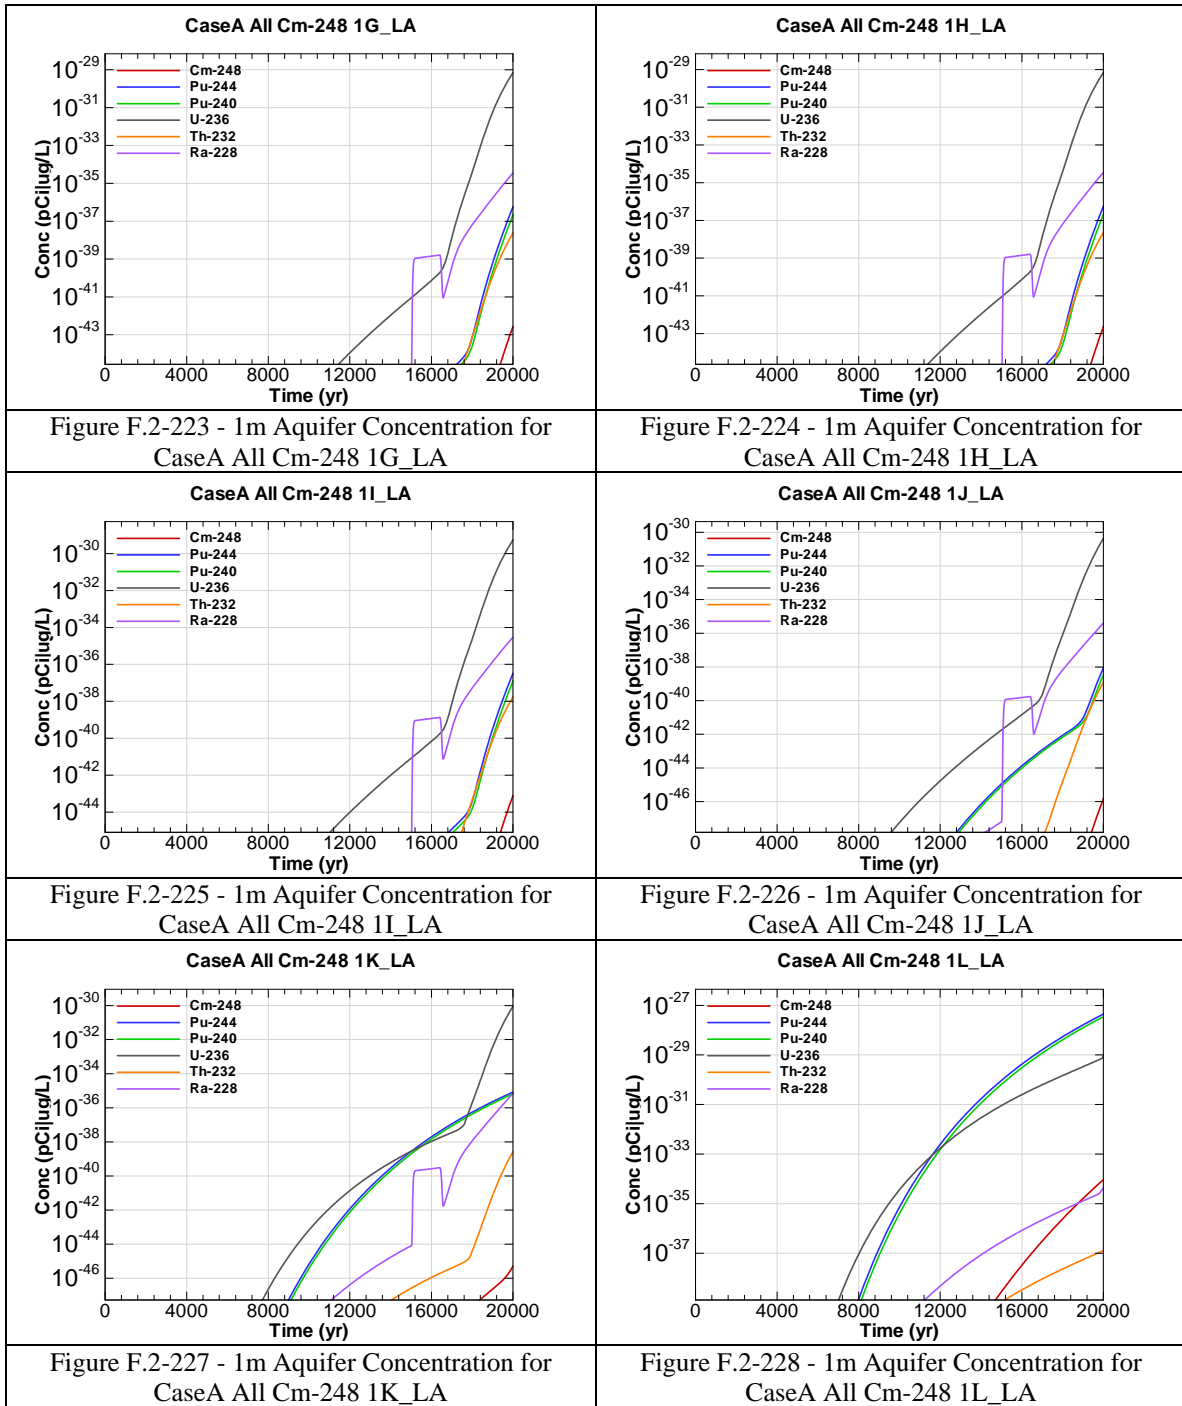 CaseA All Cm-248 1G_LA
Conc (pCi|ug/L)
10-29
10-31
10-33
10-35
10-37
10-39
10-41
10-43
Cm-248
Pu-244
Pu-240
U-236
Th-232
Ra-228
0 4000 8000 12000 16000 20000
Time (yr)
Figure F.2-223 - 1m Aquifer Concentration for
CaseA All Cm-248 1G_LA
CaseA All Cm-248 1H_LA
Conc (pCi|ug/L)
10-29
10-31
10-33
10-35
10-37
10-39
10-41
10-43
Cm-248
Pu-244
Pu-240
U-236
Th-232
Ra-228
0 4000 8000 12000 16000 20000
Time (yr)
Figure F.2-224 - 1m Aquifer Concentration for
CaseA All Cm-248 1H_LA
CaseA All Cm-248 1I_LA
Conc (pCi|ug/L)
10-30
10-32
10-34
10-36
10-38
10-40
10-42
10-44
Cm-248
Pu-244
Pu-240
U-236
Th-232
Ra-228
0 4000 8000 12000 16000 20000
Time (yr)
Figure F.2-225 - 1m Aquifer Concentration for
CaseA All Cm-248 1I_LA
CaseA All Cm-248 1J_LA
Conc (pCi|ug/L)
10-30
10-32
10-34
10-36
10-38
10-40
10-42
10-44
10-46
Cm-248
Pu-244
Pu-240
U-236
Th-232
Ra-228
0 4000 8000 12000 16000 20000
Time (yr)
Figure F.2-226 - 1m Aquifer Concentration for
CaseA All Cm-248 1J_LA
CaseA All Cm-248 1K_LA
Conc (pCi|ug/L)
10-30
10-32
10-34
10-36
10-38
10-40
10-42
10-44
10-46
Cm-248
Pu-244
Pu-240
U-236
Th-232
Ra-228
0 4000 8000 12000 16000 20000
Time (yr)
Figure F.2-227 - 1m Aquifer Concentration for
CaseA All Cm-248 1K_LA
CaseA All Cm-248 1L_LA
Conc (pCi|ug/L)
10-27
10-29
10-31
10-33
10-35
10-37
Cm-248
Pu-244
Pu-240
U-236
Th-232
Ra-228
0 4000 8000 12000 16000 20000
Time (yr)
Figure F.2-228 - 1m Aquifer Concentration for
CaseA All Cm-248 1L_LA